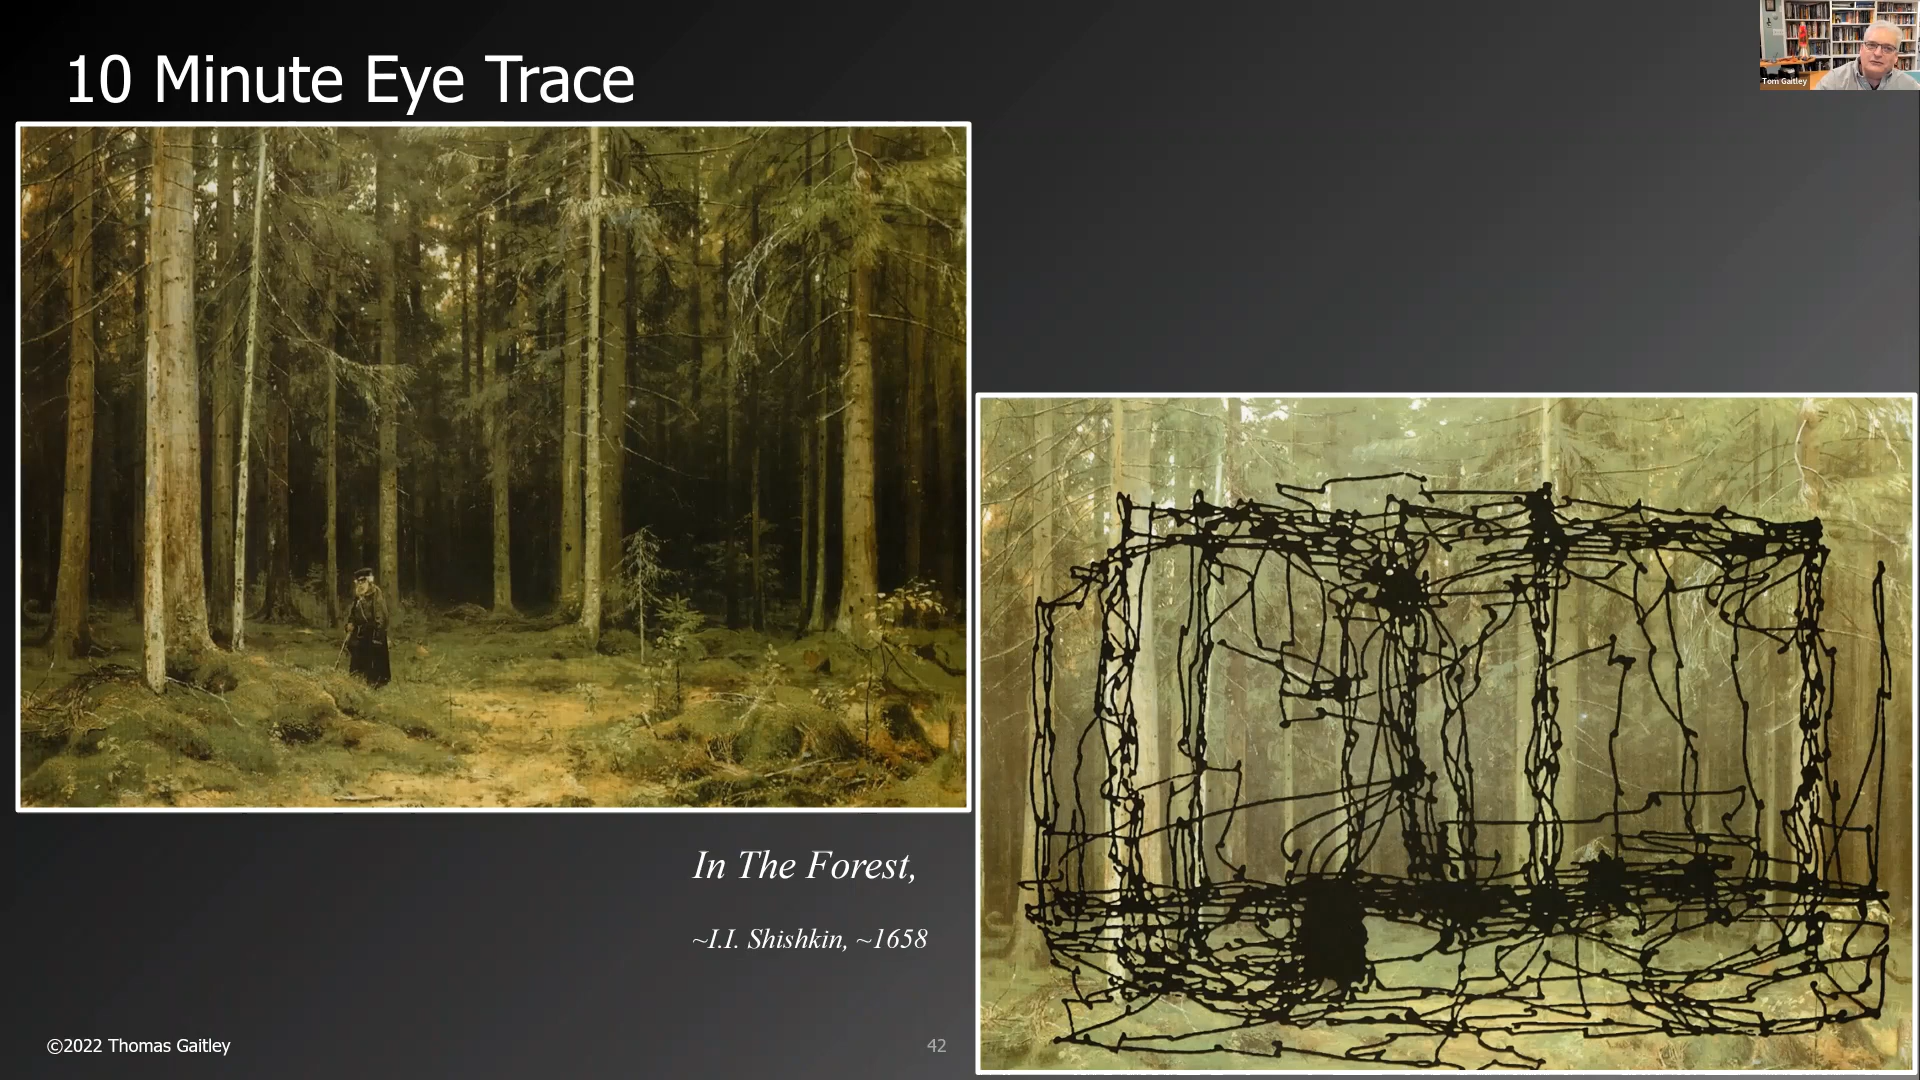 10 Minute Eye Trace
Tom Gaitley
In The Forest,
~I.I. Shishkin, ~1658
©2022 Thomas Gaitley
42